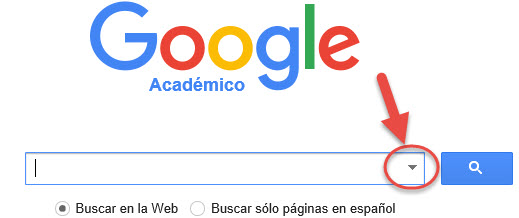 Google
Académico
Buscar en la Web Buscar sólo páginas en español